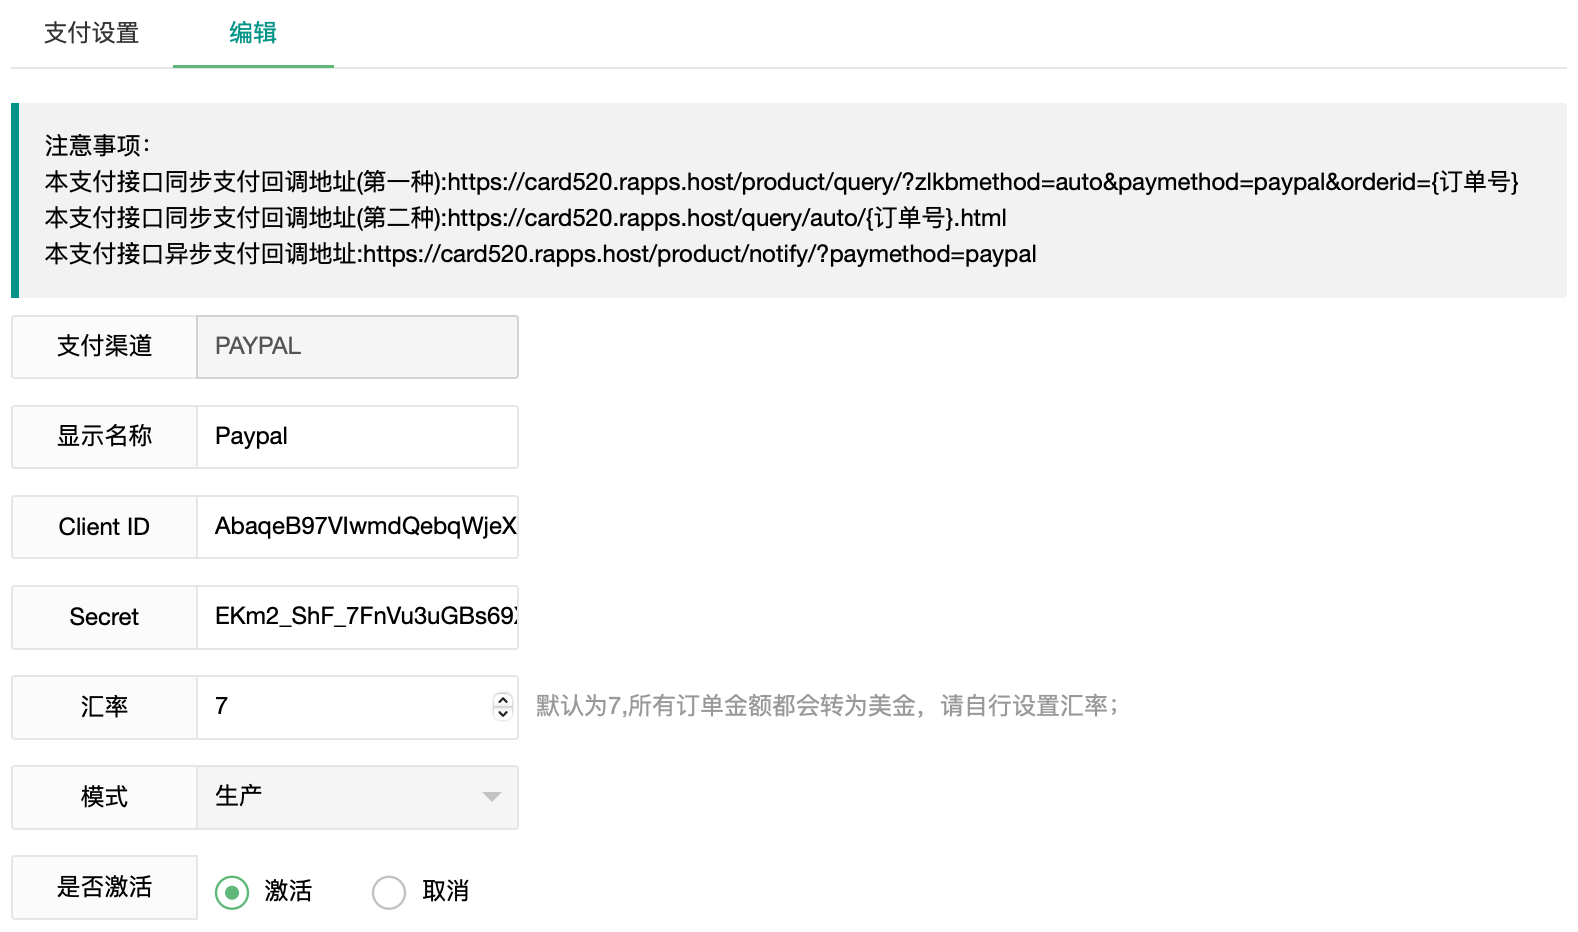 支付设置
编辑
注意事项：
本支付接口同步支付回调地址(第一种):https://card520.rapps.host/product/query/?zlkbmethod=auto&paymethod=paypal&orderid={订单号}
本支付接口同步支付回调地址(第二种):https://card520.rapps.host/query/auto/{订单号}.html
本支付接口异步支付回调地址:https://card520.rapps.host/product/notify/?paymethod=paypal
支付渠道
PAYPAL
显示名称
Paypal
Client ID
AbaqeB97VIwmdQebqWjeX
Secret
EKm2_ShF_7FnVu3uGBs69X
汇率
7
默认为7,所有订单金额都会转为美金，请自行设置汇率；
模式
生产
是否激活
激活
取消